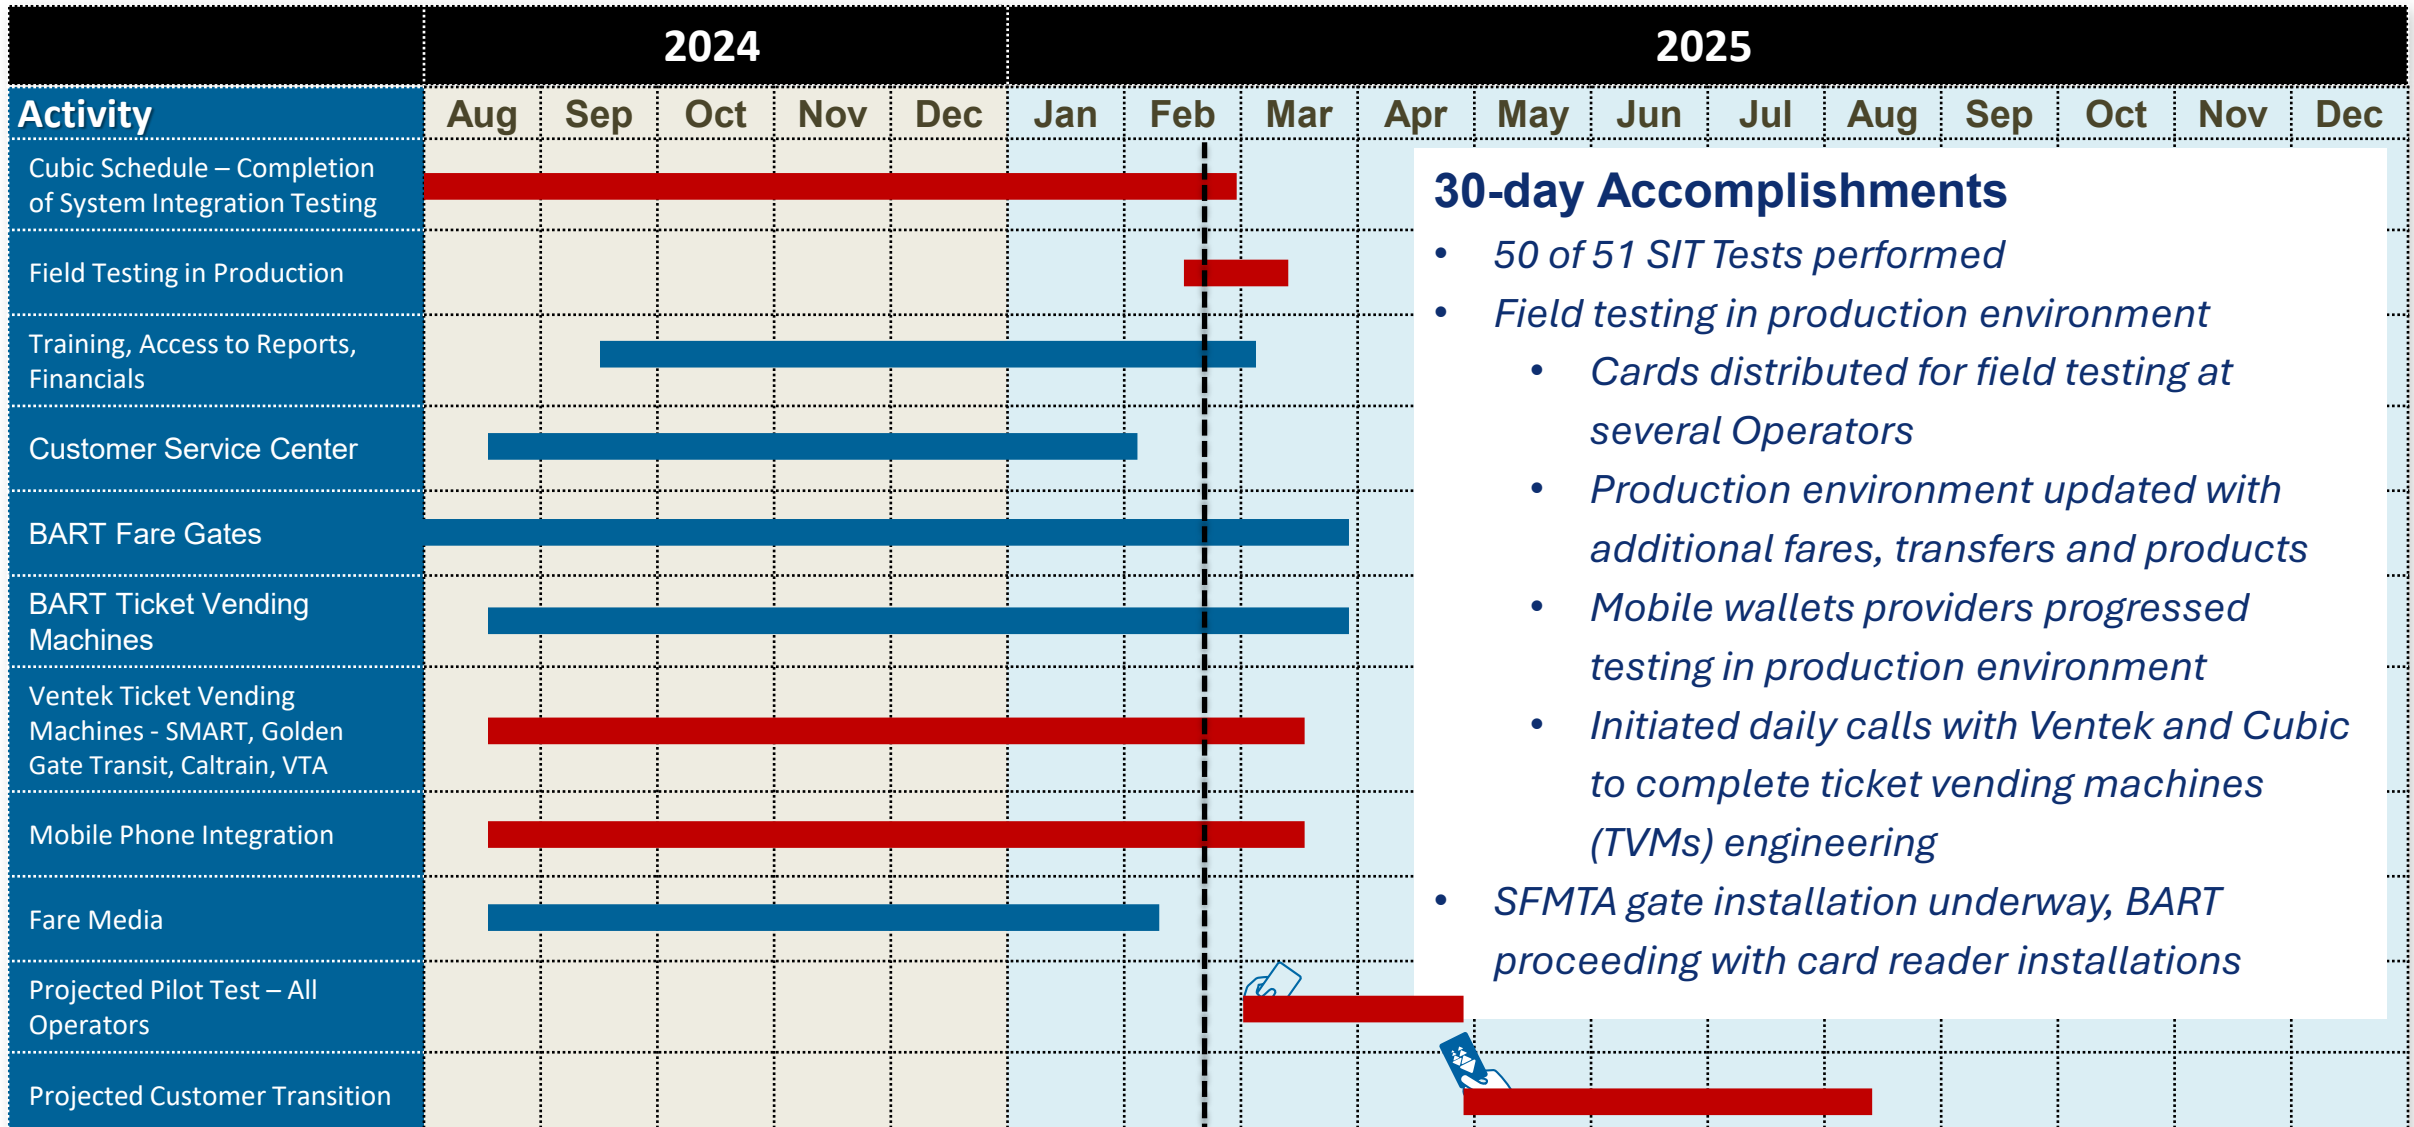 2024
2025
Activity
Aug Sep Oct Nov Dec Jan Feb Mar Apr May Jun Jul Aug Sep Oct Nov Dec
Cubic Schedule – Completion
of System Integration Testing
Field Testing in Production
Training, Access to Reports,
Financials
Customer Service Center
BART Fare Gates
BART Ticket Vending
Machines
Ventek Ticket Vending
Machines - SMART, Golden
Gate Transit, Caltrain, VTA
Mobile Phone Integration
Fare Media
Projected Pilot Test – All
Operators
Projected Customer Transition
30-day Accomplishments
• 50 of 51 SIT Tests performed
• Field testing in production environment
• Cards distributed for field testing at
several Operators
• Production environment updated with
additional fares, transfers and products
• Mobile wallets providers progressed
testing in production environment
• Initiated daily calls with Ventek and Cubic
to complete ticket vending machines
(TVMs) engineering
• SFMTA gate installation underway, BART
proceeding with card reader installations